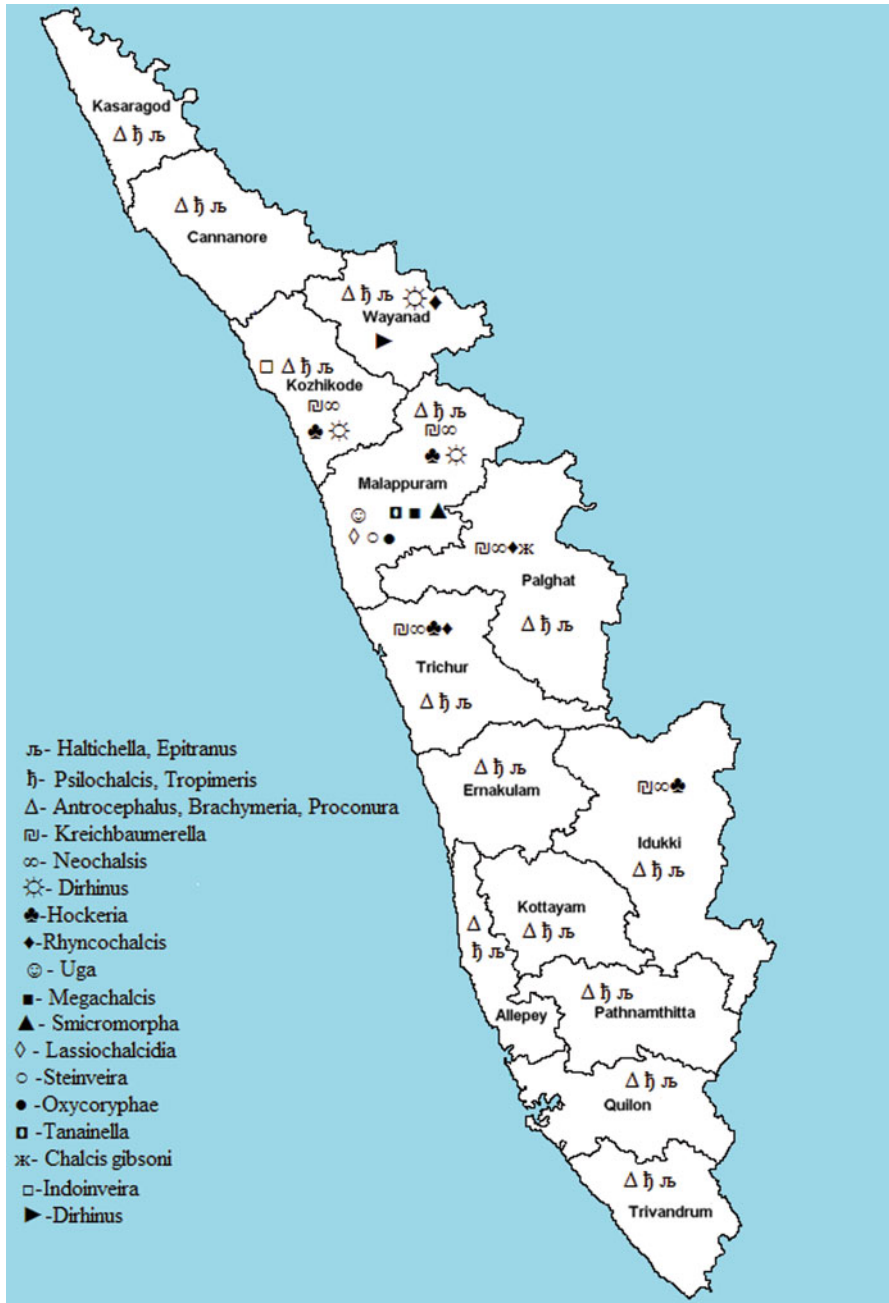 Kasaragod
Δ ђ љ
Δ ђ љ
Cannanore
Δ ђ љ ☼♦
Wayanad
►
□ Δ ђ љ
Kozhikode
₪∞
♣ ☼
Δ ђ љ
₪∞
♣ ☼
Malappuram
☺ ◘ ■ ▲
◊ ○ ●
₪∞♦ж
Palghat
Δ ђ љ
₪∞♣♦
Trichur
Δ ђ љ
Δ ђ љ
Ernakulam
₪∞♣
Idukki
Δ ђ љ
Kottayam
Δ ђ љ
Δ
ђ љ
Allepey
Δ ђ љ
Pathnamthitta
Δ ђ љ
Quilon
Δ ђ љ
Trivandrum
љ- Haltichella, Epitranus
ђ- Psilochalcis, Tropimeris
Δ- Antrocephalus, Brachymeria, Proconura
₪- Kreichbaumerella
∞- Neochalsis
☼- Dirhinus
♣-Hockeria
♦-Rhyncochalcis
☺- Uga
■- Megachalcis
▲- Smicromorpha
◊ - Lassiochalcidia
○ -Steinveira
● -Oxycoryphae
◘ -Tanainella
ж- Chalcis gibsoni
□-Indoinveira
► -Dirhinus